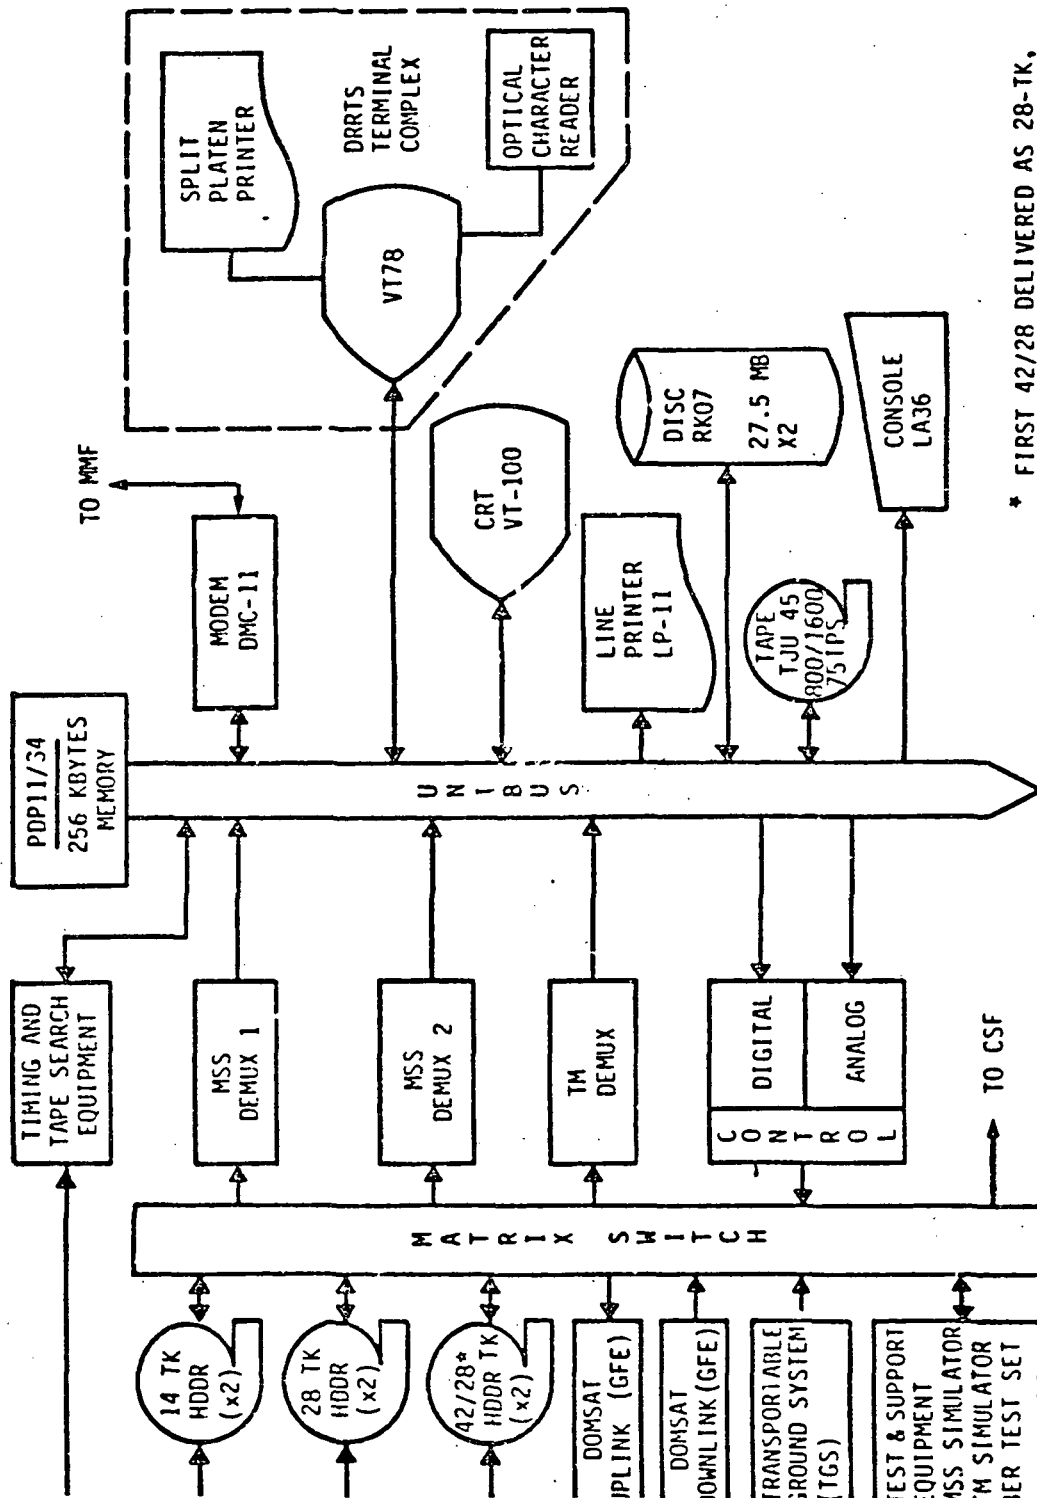 TIMING AND
TAPE SEARCH
EQUIPMENT
PDP11/34
256 KBYTES
MEMORY
TO MMF
MODEM
DMC-11
SPLIT
PLATEN
PRINTER
DRRTS
TERMINAL
COMPLEX
VT78
OPTICAL
CHARACTER
READER
14 TK
HDDR
(x2)
28 TK
HDDR
(x2)
42/28*
HDDR TK
(x2)
DOMSAT
UPLINK (GFE)
DOMSAT
DOWNLINK(GFE)
TRANSPORTABLE
GROUND SYSTEM
(TGS)
TEST & SUPPORT
EQUIPMENT
MSS SIMULATOR
TM SIMULATOR
BER TEST SET
MATRIX SWITCH
MSS
DEMUX 1
MSS
DEMUX 2
TM
DEMUX
CONTROL
DIGITAL
ANALOG
TO CSF
UNIBUS
CRT
VT-100
LINE
PRINTER
LP-11
DISC
RK07
27.5 MB
X2
TAPE
TJU 45
800/1600
75IPS
CONSOLE
LA36
* FIRST 42/28 DELIVERED AS 28-TK,